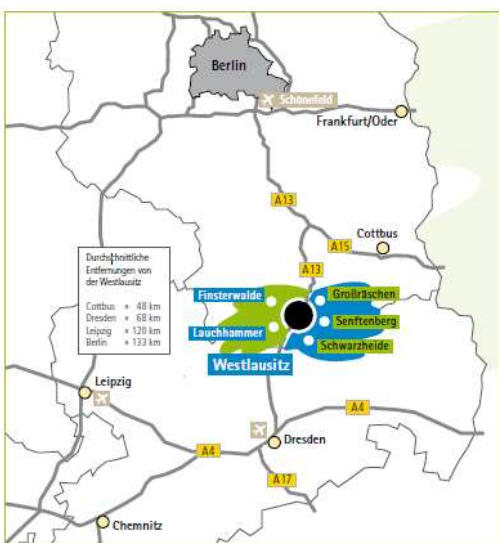 Berlin
Schönefeld
Frankfurt/Oder
A13
Cottbus
A15
A13
Durchschnittliche
Entfernungen von
der Westlausitz
Cottbus 48 km
Dresden 68 km
Leipzig 120 km
Berlin 133 km
Finsterwalde
Großräschen
Lauchhammer
Senftenberg
Schwarzheide
Westlausitz
Leipzig
A4
A4
Dresden
A17
Chemnitz